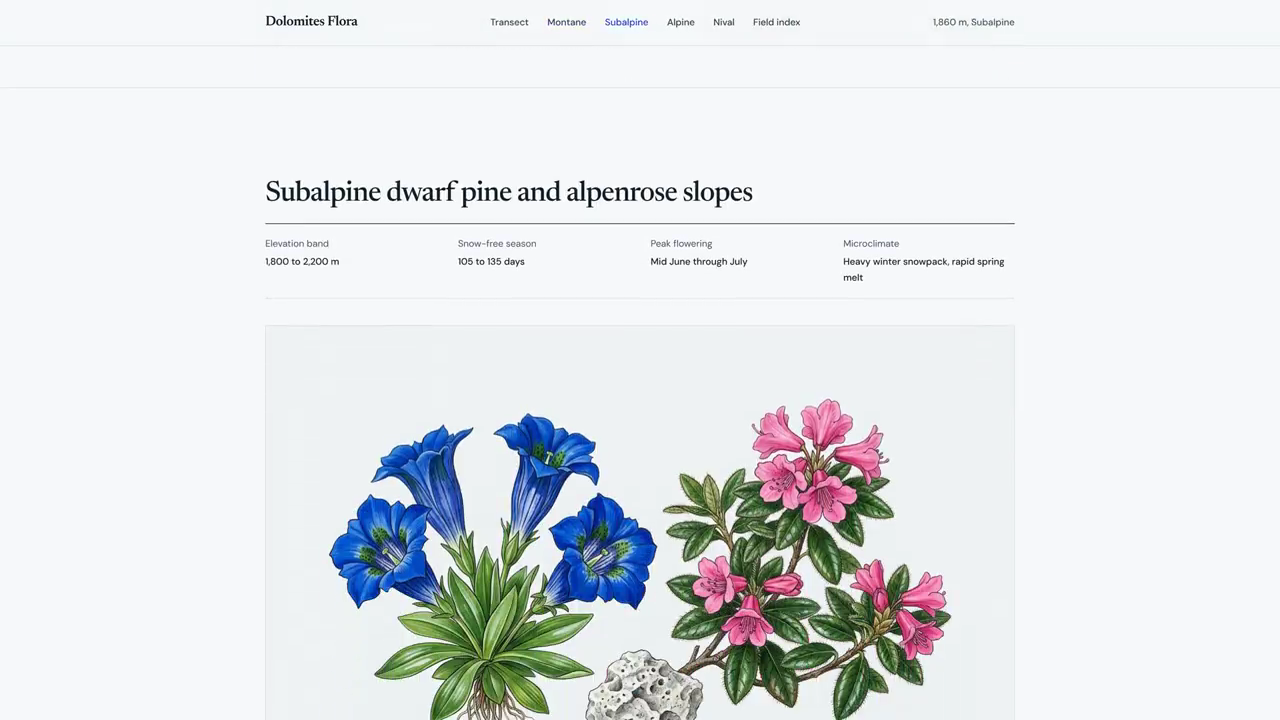 Dolomites Flora
Transect Montane Subalpine Alpine Nival Field index
1,860 m, Subalpine
Subalpine dwarf pine and alpenrose slopes
Elevation band
1,800 to 2,200 m
Snow-free season
105 to 135 days
Peak flowering
Mid June through July
Microclimate
Heavy winter snowpack, rapid spring
melt